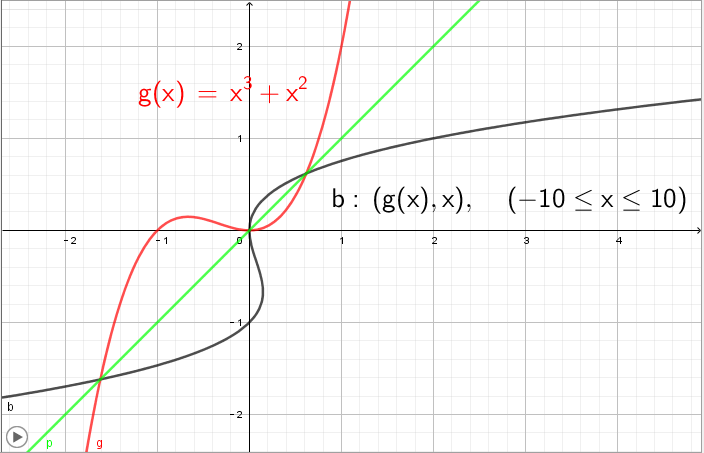 2
g(x) = x³ + x²
1
b : (g(x), x), (−10 ≤ x ≤ 10)
-2 -1 0 1 2 3 4
-1
b
-2
p g